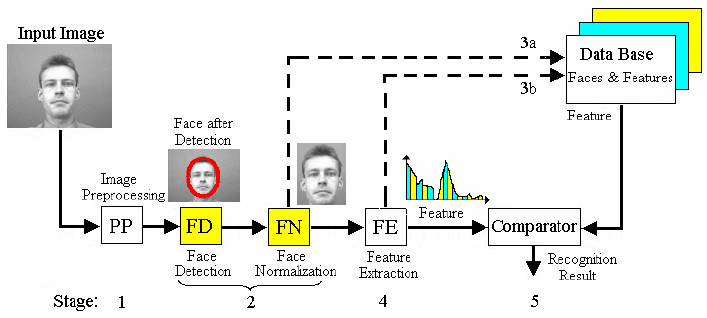 Input Image
3a
Data Base
Faces & Features
3b
Face after
Detection
Feature
Image
Preprocessing
Feature
PP
FD
FN
FE
Comparator
Face
Detection
Face
Normalization
Feature
Extraction
Recognition
Result
Stage: 1 2 4 5